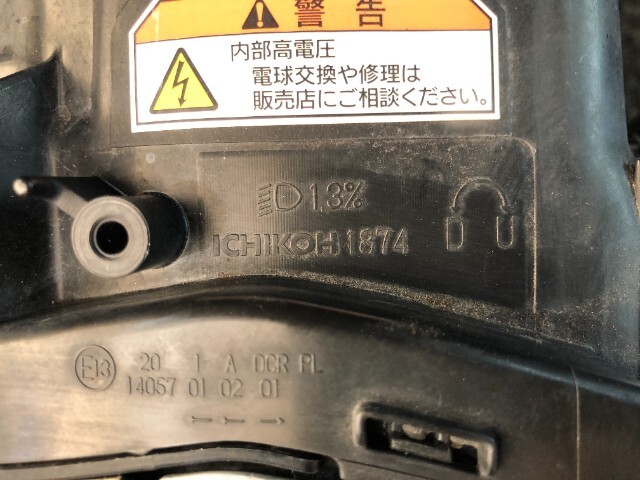 警告
内部高電圧
電球交換や修理は
販売店にご相談ください。
1.3%
ICHIKOH 1874
E13
20 1 A DCR PL
14057 01 02 01